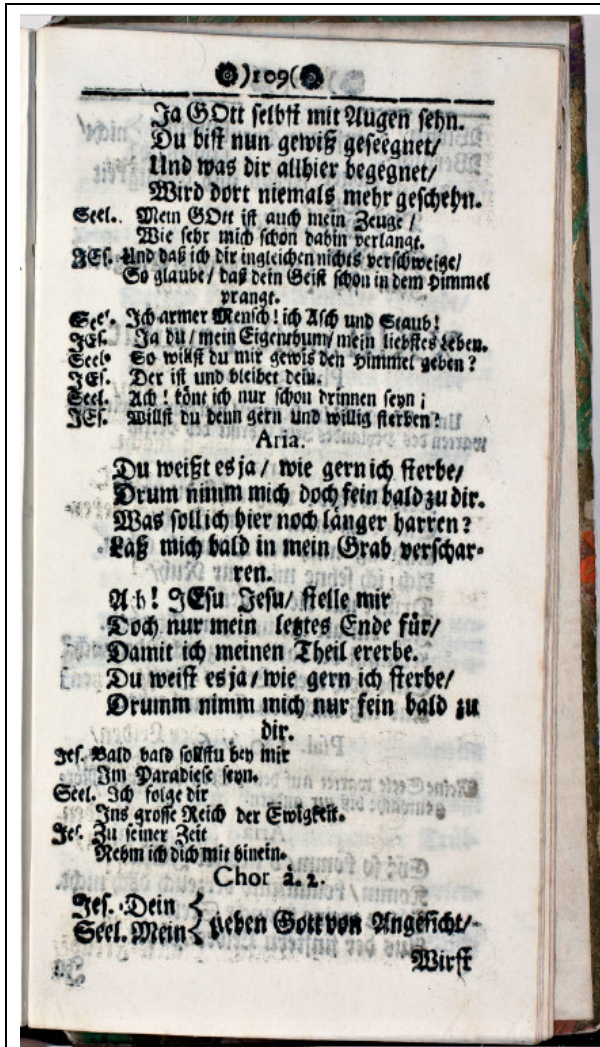 )109(
Ja GOtt selbst mit Augen sehn.
Du bist nun gewiß geseegnet/
Und was dir allhier begegnet/
Wird dort niemals mehr geschehn.
Seel. Mein GOtt ist auch mein Zeuge /
Wie sehr mich schon dahin verlangt.
JEs. Und daß ich dir ingleichen nichts verschweige/
So glaube/ daß dein Geist schon in dem Himmel
prangt.
Seel. Ich armer Mensch! ich Asch und Staub!
JEs. Ja du / mein Eigenthum/ mein liebstes Leben.
Seel. So willst du mir gewis den Himmel geben?
JEs. Der ist und bleibet dein.
Seel. Ach! könt ich nur schon drinnen seyn;
JEs. Willst du denn gern und willig sterben?
Aria.
Du weißt es ja / wie gern ich sterbe/
Drum nimm mich doch fein bald zu dir.
Was soll ich hier noch länger harren?
Laß mich bald in mein Grab verschar-
ren.
Ach! JEsu Jesu/ stelle mir
Doch nur mein letztes Ende für/
Damit ich meinen Theil ererbe.
Du weist es ja / wie gern ich sterbe/
Drumm nimm mich nur fein bald zu
dir.
Jes. Bald bald sollstu bey mir
Im Paradiese seyn.
Seel. Ich folge dir
Ins grosse Reich der Ewigkeit.
Jes. Zu seiner Zeit
Nehm ich dich mit hinein.
Chor à. 2.
Jes. Dein
Seel. Mein { Leben Gott von Angesicht/
Wirst